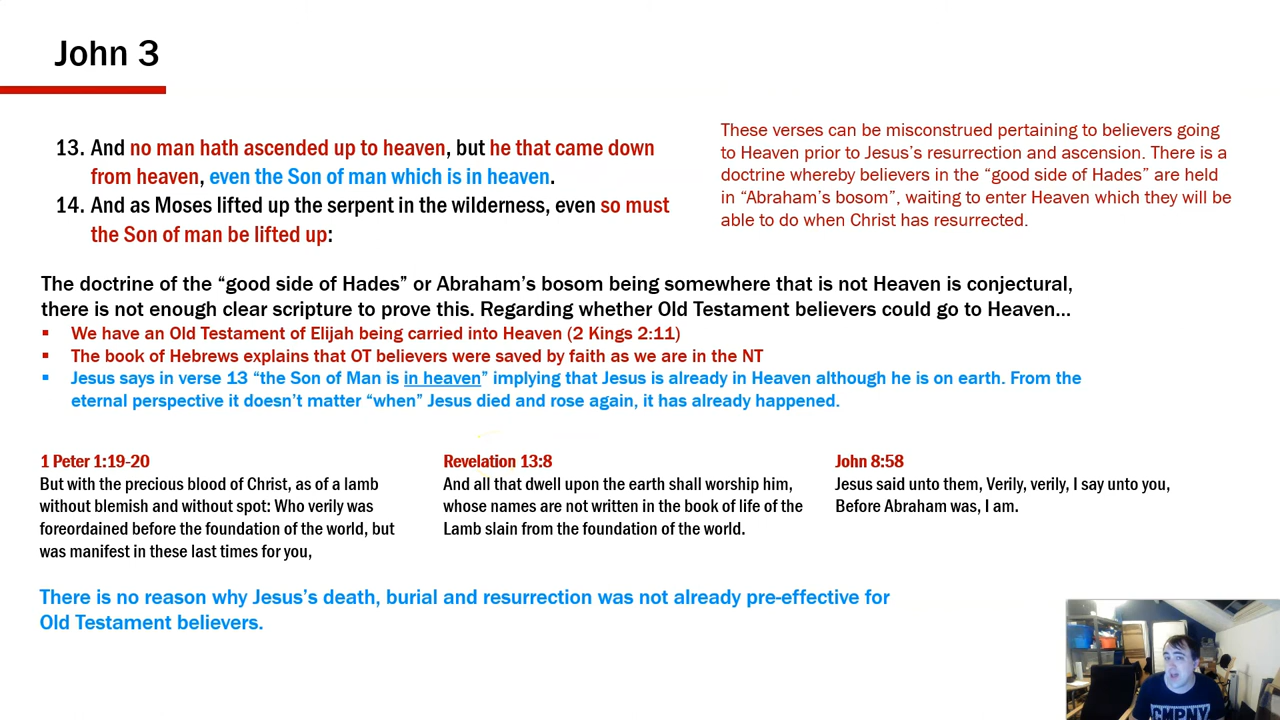 John 3
13. And no man hath ascended up to heaven, but he that came down
from heaven, even the Son of man which is in heaven.
14. And as Moses lifted up the serpent in the wilderness, even so must
the Son of man be lifted up:
These verses can be misconstrued pertaining to believers going
to Heaven prior to Jesus's resurrection and ascension. There is a
doctrine whereby believers in the "good side of Hades" are held
in "Abraham's bosom", waiting to enter Heaven which they will be
able to do when Christ has resurrected.
The doctrine of the "good side of Hades" or Abraham's bosom being somewhere that is not Heaven is conjectural,
there is not enough clear scripture to prove this. Regarding whether Old Testament believers could go to Heaven...
▪ We have an Old Testament of Elijah being carried into Heaven (2 Kings 2:11)
▪ The book of Hebrews explains that OT believers were saved by faith as we are in the NT
▪ Jesus says in verse 13 "the Son of Man is in heaven" implying that Jesus is already in Heaven although he is on earth. From the
eternal perspective it doesn't matter "when" Jesus died and rose again, it has already happened.
1 Peter 1:19-20
But with the precious blood of Christ, as of a lamb
without blemish and without spot: Who verily was
foreordained before the foundation of the world, but
was manifest in these last times for you,
Revelation 13:8
And all that dwell upon the earth shall worship him,
whose names are not written in the book of life of the
Lamb slain from the foundation of the world.
John 8:58
Jesus said unto them, Verily, verily, I say unto you,
Before Abraham was, I am.
There is no reason why Jesus's death, burial and resurrection was not already pre-effective for
Old Testament believers.
CMPNY